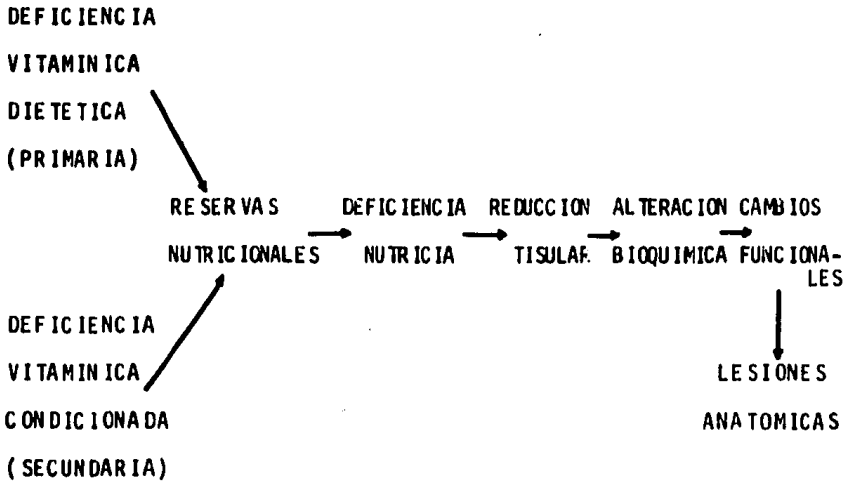 DEFICIENCIA
VITAMINICA
DIETETICA
(PRIMARIA)
RESERVAS DEFICIENCIA REDUCCION ALTERACION CAMBIOS
NUTRICIONALES NUTRICIA TISULAR BIOQUIMICA FUNCIONA-
LES
DEFICIENCIA
VITAMINICA
CONDICIONADA
(SECUNDARIA)
LESIONES
ANATOMICAS